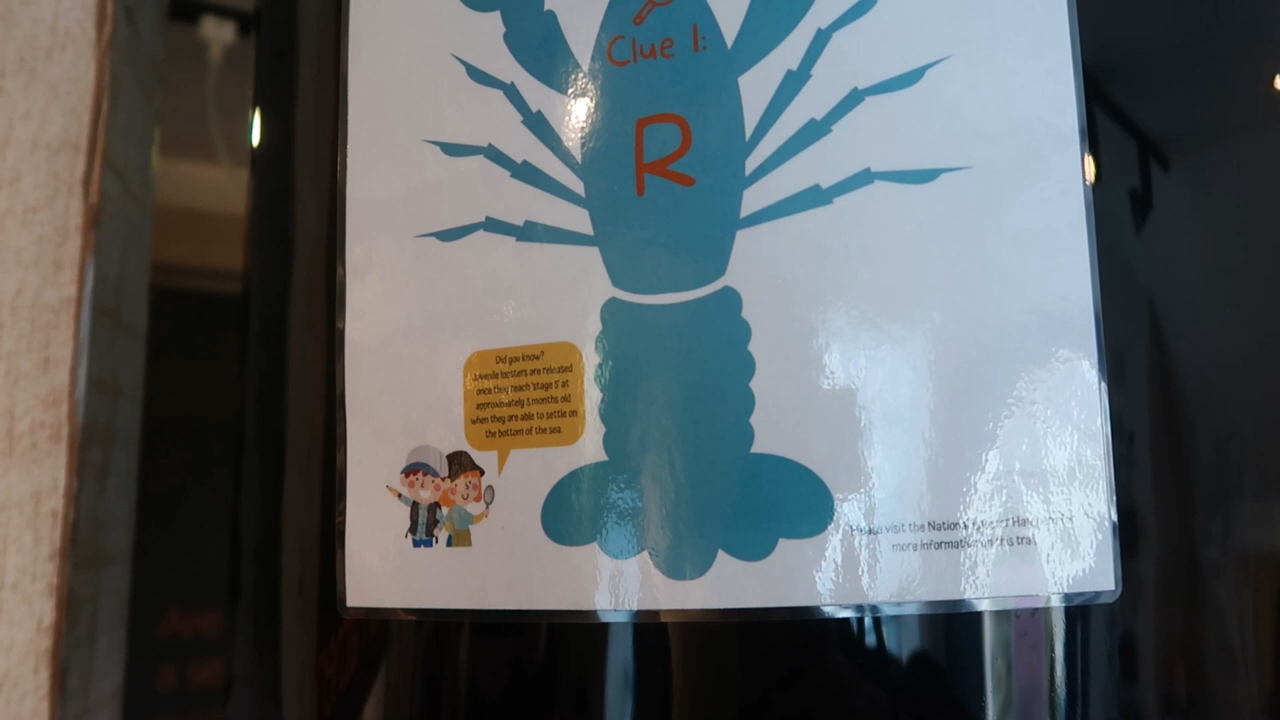 Clue 1:
R
Did you know?
Juvenile lobsters are released
once they reach 'stage 5' at
approximately 3 months old
when they are able to settle on
the bottom of the sea.
Please visit the National Lobster Hatchery for
more information on this trail.